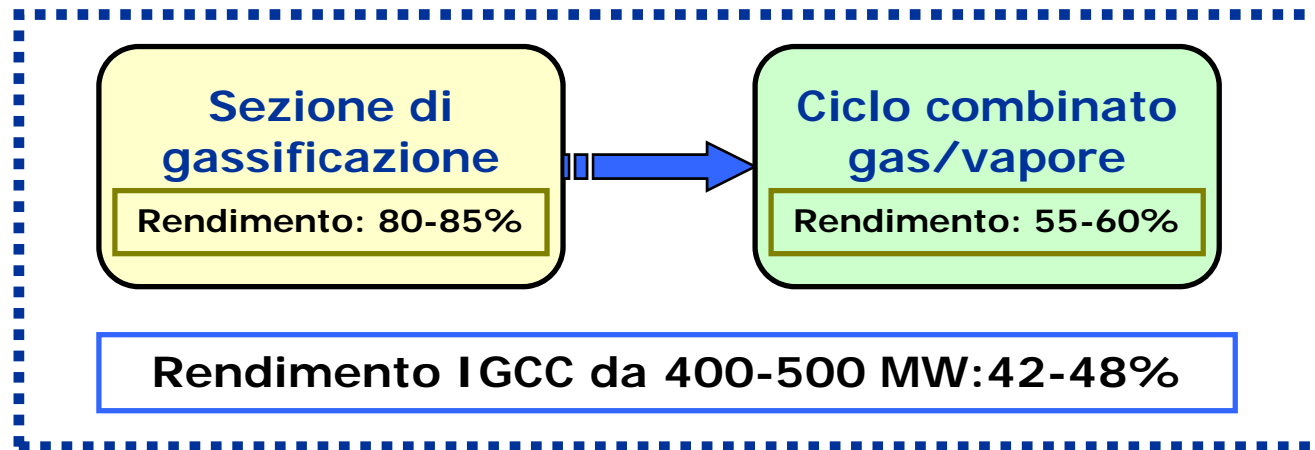 Sezione di
gassificazione
Rendimento: 80-85%
Ciclo combinato
gas/vapore
Rendimento: 55-60%
Rendimento IGCC da 400-500 MW:42-48%